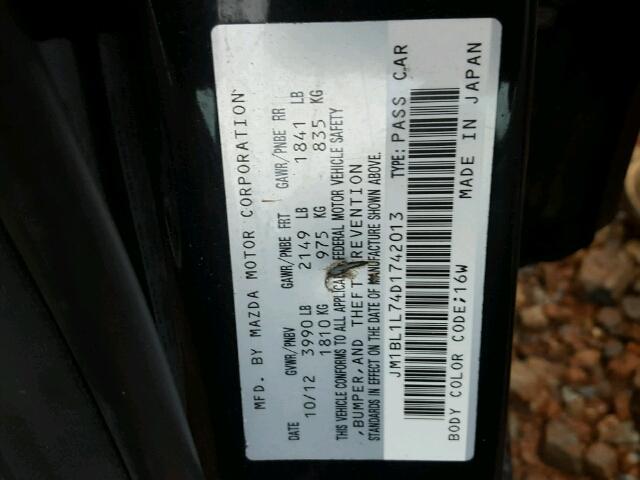 MFD. BY MAZDA MOTOR CORPORATION
DATE GVWR/PNBV GAWR/PNBE FRT GAWR/PNBE RR
10/12 3990 LB 2149 LB 1841 LB
1810 KG 975 KG 835 KG
THIS VEHICLE CONFORMS TO ALL APPLICABLE FEDERAL MOTOR VEHICLE SAFETY
, BUMPER, AND THEFT PREVENTION
STANDARDS IN EFFECT ON THE DATE OF MANUFACTURE SHOWN ABOVE.
JM1BL1L74D1742013 TYPE: PASS CAR
BODY COLOR CODE;16W MADE IN JAPAN